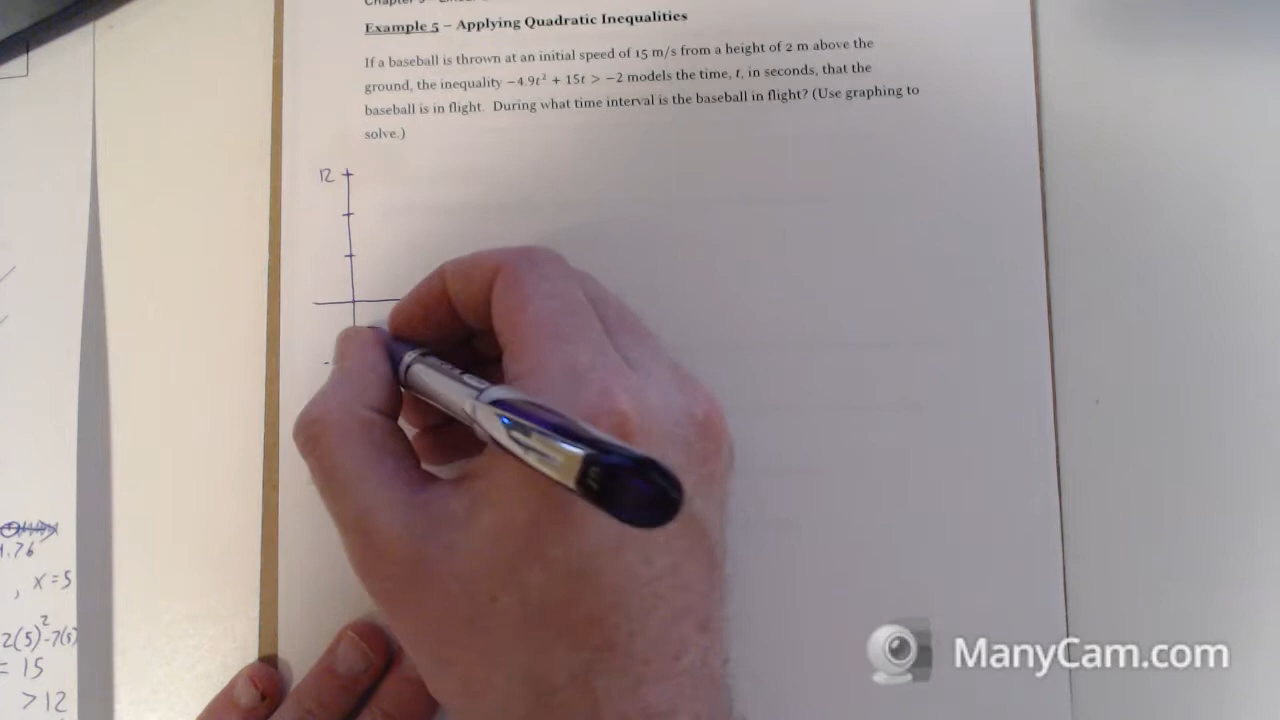 Example 5 – Applying Quadratic Inequalities
If a baseball is thrown at an initial speed of 15 m/s from a height of 2 m above the
ground, the inequality −4.9t² + 15t > −2 models the time, t, in seconds, that the
baseball is in flight. During what time interval is the baseball in flight? (Use graphing to
solve.)
12
, x=5
2(5)²-7(5)
= 15
>12
ManyCam.com